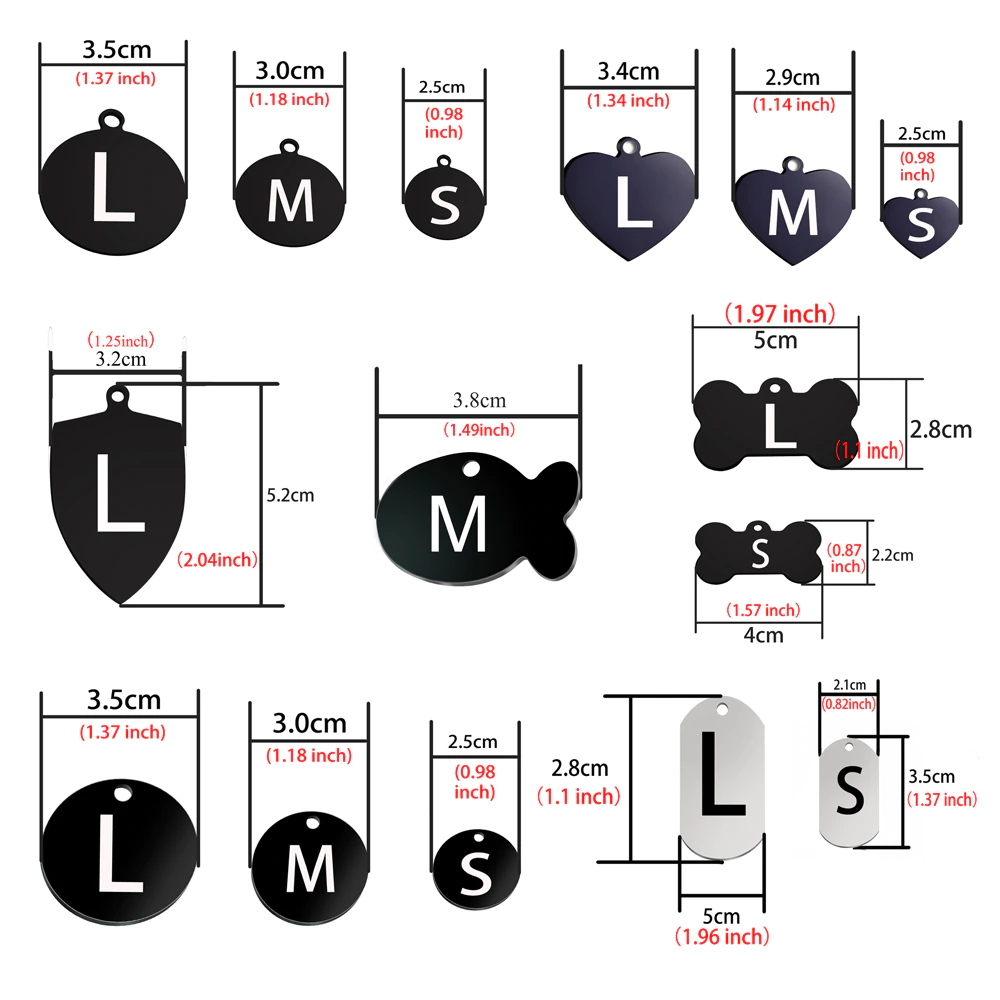 3.5cm
(1.37 inch)
L
3.0cm
(1.18 inch)
M
2.5cm
(0.98
inch)
S
3.4cm
(1.34 inch)
L
2.9cm
(1.14 inch)
M
2.5cm
(0.98
inch)
S
(1.25inch)
3.2cm
L
5.2cm
(2.04inch)
3.8cm
(1.49inch)
M
(1.97 inch)
5cm
L
2.8cm
(1.1 inch)
S
(0.87
inch)
2.2cm
(1.57 inch)
4cm
3.5cm
(1.37 inch)
L
3.0cm
(1.18 inch)
M
2.5cm
(0.98
inch)
S
2.8cm
(1.1 inch)
L
5cm
(1.96 inch)
2.1cm
(0.82inch)
S
3.5cm
(1.37 inch)